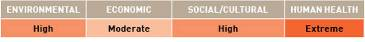 ENVIRONMENTAL ECONOMIC SOCIAL/CULTURAL HUMAN HEALTH
High Moderate High Extreme